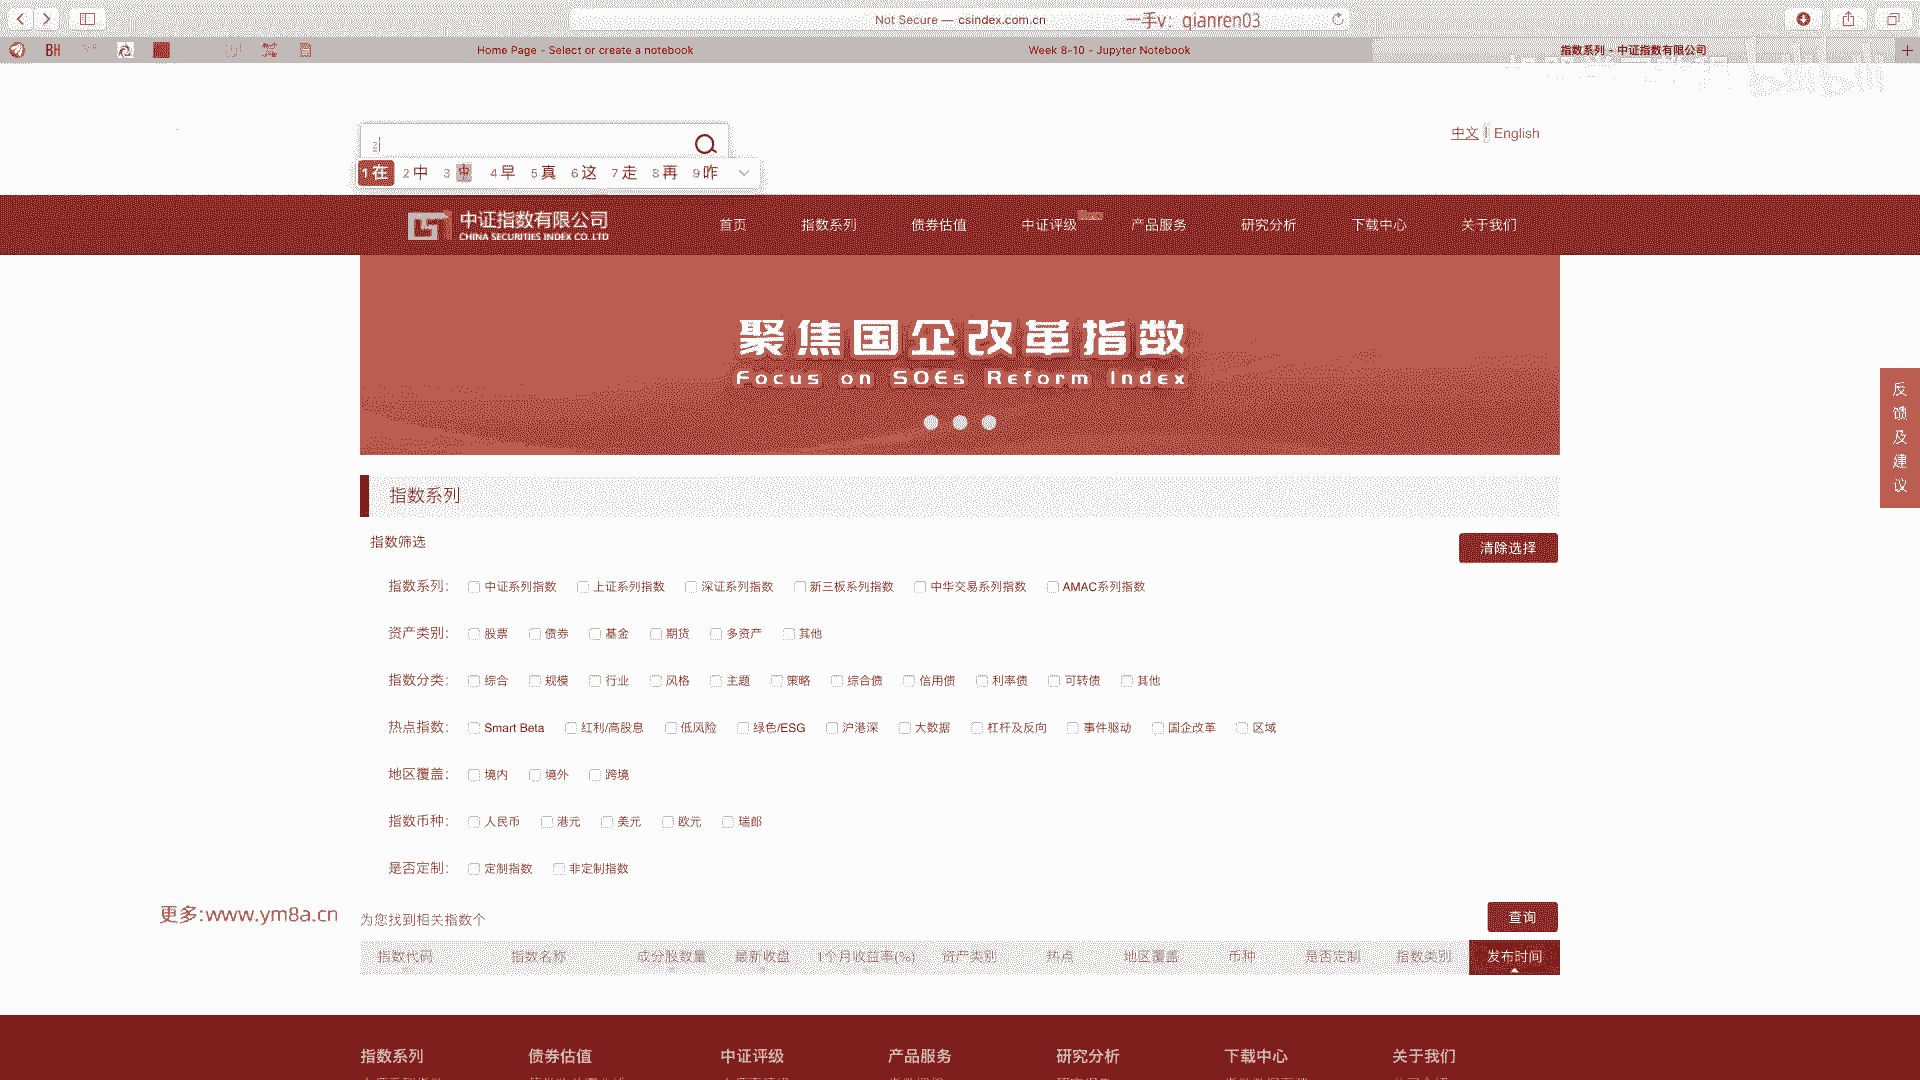 Not Secure — csindex.com.cn
一手v：qianren03
BH
Home Page - Select or create a notebook
Week 8-10 - Jupyter Notebook
指数系列 - 中证指数有限公司
中文 English
z
1 在 2 中 3 4 早 5 真 6 这 7 走 8 再 9 咋
中证指数有限公司
CHINA SECURITIES INDEX CO.,LTD
首页 指数系列 债券估值 中证评级 产品服务 研究分析 下载中心 关于我们
聚焦国企改革指数
Focus on SOEs Reform Index
反馈及建议
指数系列
指数筛选
清除选择
指数系列： 中证系列指数 上证系列指数 深证系列指数 新三板系列指数 中华交易系列指数 AMAC系列指数
资产类别： 股票 债券 基金 期货 多资产 其他
指数分类： 综合 规模 行业 风格 主题 策略 综合债 信用债 利率债 可转债 其他
热点指数： Smart Beta 红利/高股息 低风险 绿色/ESG 沪港深 大数据 杠杆及反向 事件驱动 国企改革 区域
地区覆盖： 境内 境外 跨境
指数币种： 人民币 港元 美元 欧元 瑞郎
是否定制： 定制指数 非定制指数
更多:www.ym8a.cn
为您找到相关指数个
查询
指数代码 指数名称 成分股数量 最新收盘 1个月收益率(%) 资产类别 热点 地区覆盖 币种 是否定制 指数类别 发布时间
指数系列 债券估值 中证评级 产品服务 研究分析 下载中心 关于我们